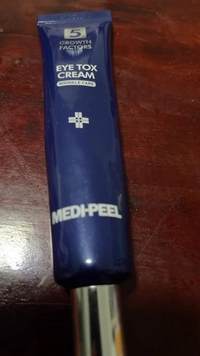 5
GROWTH
FACTORS
EYE TOX
CREAM
WRINKLE CARE
MEDI-PEEL